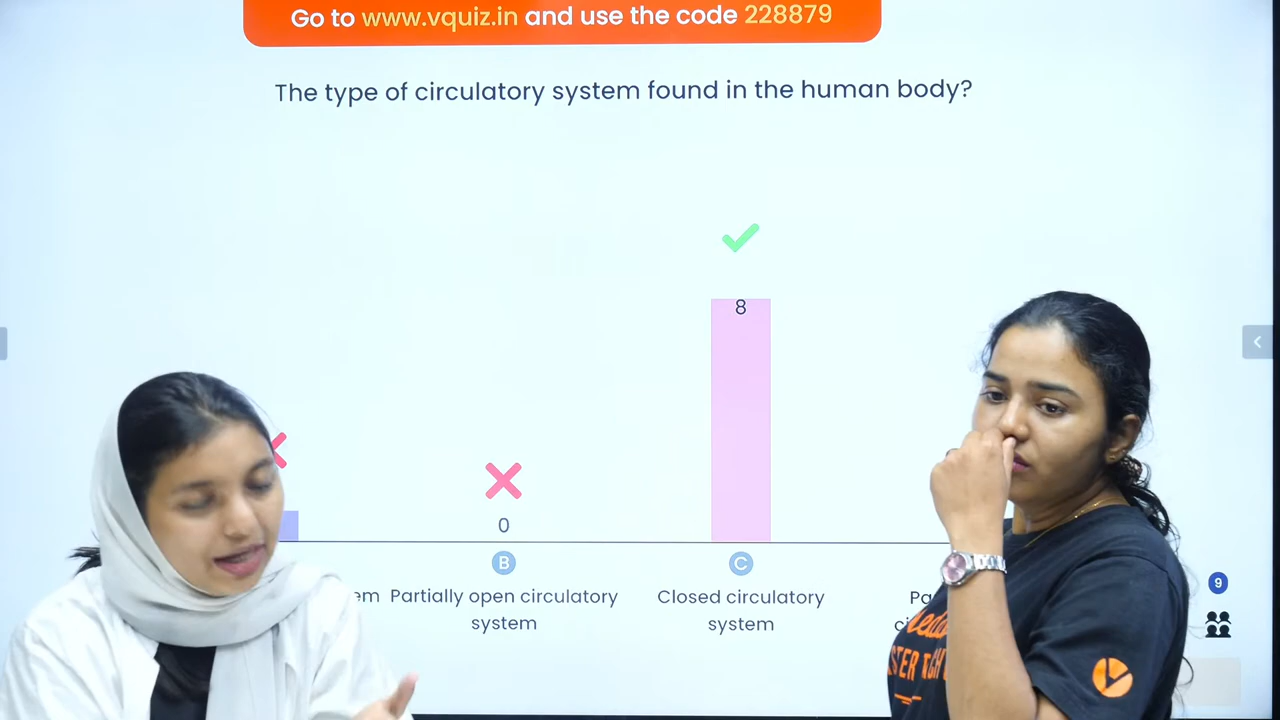 Go to www.vquiz.in and use the code 228879
The type of circulatory system found in the human body?
8
0
B
C
9
em Partially open circulatory
system
Closed circulatory
system
Pa
ci